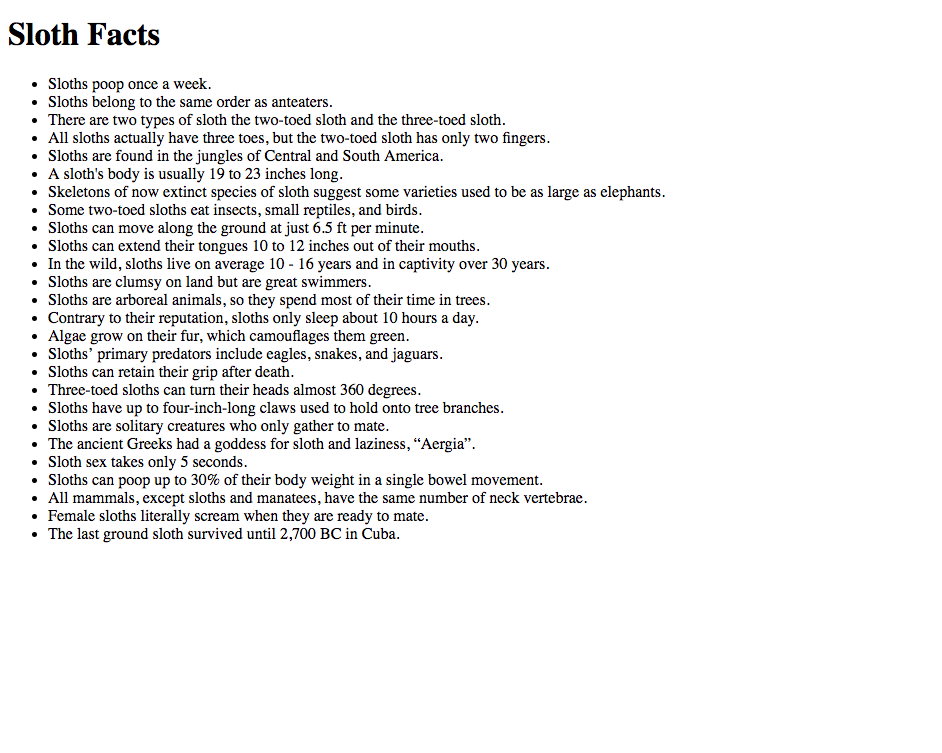 Sloth Facts
• Sloths poop once a week.
• Sloths belong to the same order as anteaters.
• There are two types of sloth the two-toed sloth and the three-toed sloth.
• All sloths actually have three toes, but the two-toed sloth has only two fingers.
• Sloths are found in the jungles of Central and South America.
• A sloth's body is usually 19 to 23 inches long.
• Skeletons of now extinct species of sloth suggest some varieties used to be as large as elephants.
• Some two-toed sloths eat insects, small reptiles, and birds.
• Sloths can move along the ground at just 6.5 ft per minute.
• Sloths can extend their tongues 10 to 12 inches out of their mouths.
• In the wild, sloths live on average 10 - 16 years and in captivity over 30 years.
• Sloths are clumsy on land but are great swimmers.
• Sloths are arboreal animals, so they spend most of their time in trees.
• Contrary to their reputation, sloths only sleep about 10 hours a day.
• Algae grow on their fur, which camouflages them green.
• Sloths’ primary predators include eagles, snakes, and jaguars.
• Sloths can retain their grip after death.
• Three-toed sloths can turn their heads almost 360 degrees.
• Sloths have up to four-inch-long claws used to hold onto tree branches.
• Sloths are solitary creatures who only gather to mate.
• The ancient Greeks had a goddess for sloth and laziness, “Aergia”.
• Sloth sex takes only 5 seconds.
• Sloths can poop up to 30% of their body weight in a single bowel movement.
• All mammals, except sloths and manatees, have the same number of neck vertebrae.
• Female sloths literally scream when they are ready to mate.
• The last ground sloth survived until 2,700 BC in Cuba.